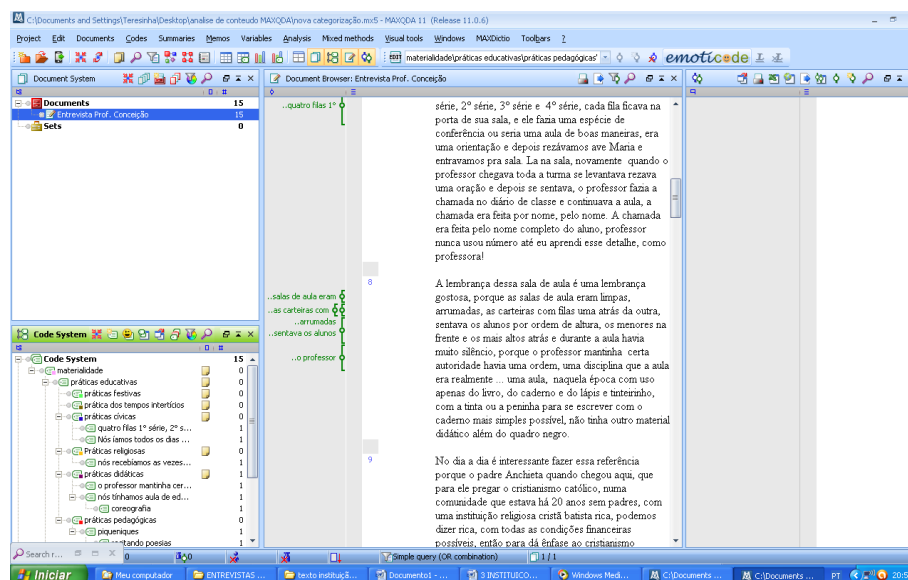 C:\Documents and Settings\Teresinha\Desktop\analise de conteudo MAXQDA\nova categorização.mx5 - MAXQDA 11 (Release 11.0.6)
Project Edit Documents Codes Summaries Memos Variables Analysis Mixed methods Visual tools Windows MAXDictio Toolbars ?
materialidade\práticas educativas\práticas pedagógicas' emoticode
Document System
Documents 15
Entrevista Prof. Conceição 15
Sets 0
Code System
Code System 15
materialidade 0
práticas educativas 0
práticas festivas 0
prática dos tempos intertícios 0
práticas cívicas 0
quatro filas 1° série, 2° s... 1
Nós íamos todos os dias ... 1
Práticas religiosas 0
nós recebíamos as vezes... 1
práticas didáticas 1
o professor mantinha cer... 1
nós tínhamos aula de ed... 1
coreografia 1
práticas pedagógicas 0
piqueniques 1
recitando poesias 1
Document Browser: Entrevista Prof. Conceição
..quatro filas 1°
série, 2° série, 3° série e 4° série, cada fila ficava na
porta de sua sala, e ele fazia uma espécie de
conferência ou seria uma aula de boas maneiras, era
uma orientação e depois rezávamos ave Maria e
entravamos pra sala. La na sala, novamente quando o
professor chegava toda a turma se levantava rezava
uma oração e depois se sentava, o professor fazia a
chamada no diário de classe e continuava a aula, a
chamada era feita por nome, pelo nome. A chamada
era feita pelo nome completo do aluno, professor
nunca usou número até eu aprendi esse detalhe, como
professora!
8
..salas de aula eram
..as carteiras com
..arrumadas
..sentava os alunos
..o professor
A lembrança dessa sala de aula é uma lembrança
gostosa, porque as salas de aula eram limpas,
arrumadas, as carteiras com filas uma atrás da outra,
sentava os alunos por ordem de altura, os menores na
frente e os mais altos atrás e durante a aula havia
muito silêncio, porque o professor mantinha certa
autoridade havia uma ordem, uma disciplina que a aula
era realmente ... uma aula, naquela época com uso
apenas do livro, do caderno e do lápis e tinteirinho,
com a tinta ou a peninha para se escrever com o
caderno mais simples possível, não tinha outro material
didático além do quadro negro.
9
No dia a dia é interessante fazer essa referência
porque o padre Anchieta quando chegou aqui, que
para ele pregar o cristianismo católico, numa
comunidade que estava há 20 anos sem padres, com
uma instituição religiosa cristã batista rica, podemos
dizer rica, com todas as condições financeiras
possíveis, então para dá ênfase ao cristianismo
Search r... 0 0 Simple query (OR combination) 1 / 1
Iniciar Meu computador ENTREVISTAS ... texto instituiçã... Documento1 - ... 3 INSTITUICO... Windows Medi... C:\Documents ... C:\Documents ... PT 20:5